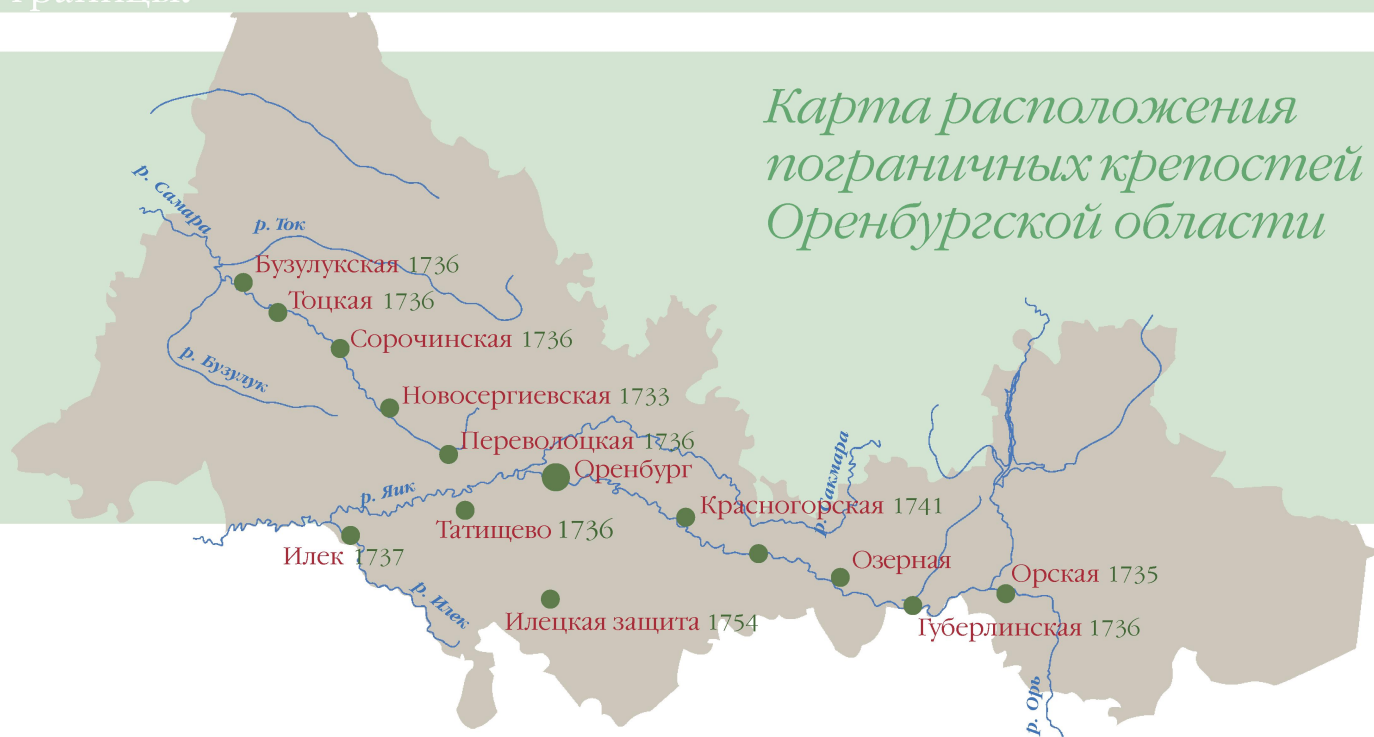 границы.
Карта расположения
пограничных крепостей
Оренбургской области
р. Самара
р. Ток
Бузулукская 1736
Тоцкая 1736
Сорочинская 1736
р. Бузулук
Новосергиевская 1733
Переволоцкая 1736
Оренбург
р. Яик
р. Сакмара
Красногорская 1741
Татищево 1736
Илек 1737
Озерная
Орская 1735
р. Илек
Илецкая защита 1754
Губерлинская 1736
р. Орь